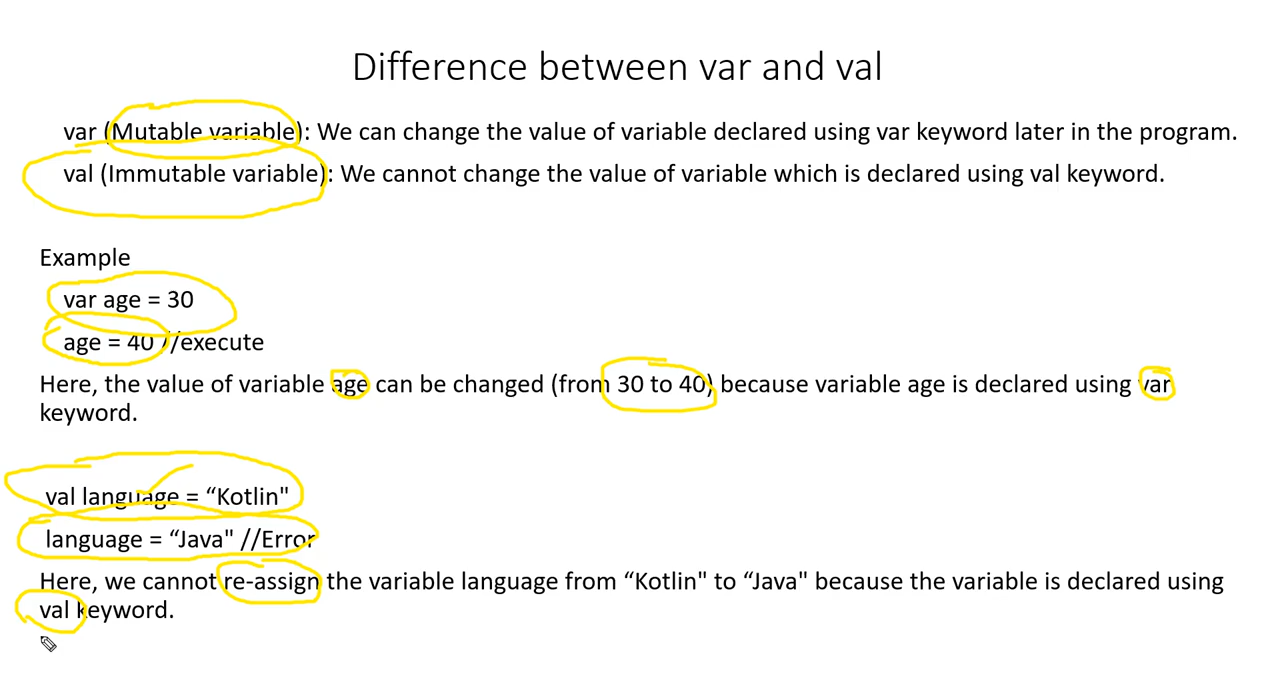 Difference between var and val
var (Mutable variable): We can change the value of variable declared using var keyword later in the program.
val (Immutable variable): We cannot change the value of variable which is declared using val keyword.
Example
var age = 30
age = 40 //execute
Here, the value of variable age can be changed (from 30 to 40) because variable age is declared using var
keyword.
val language = “Kotlin"
language = “Java" //Error
Here, we cannot re-assign the variable language from “Kotlin" to “Java" because the variable is declared using
val keyword.